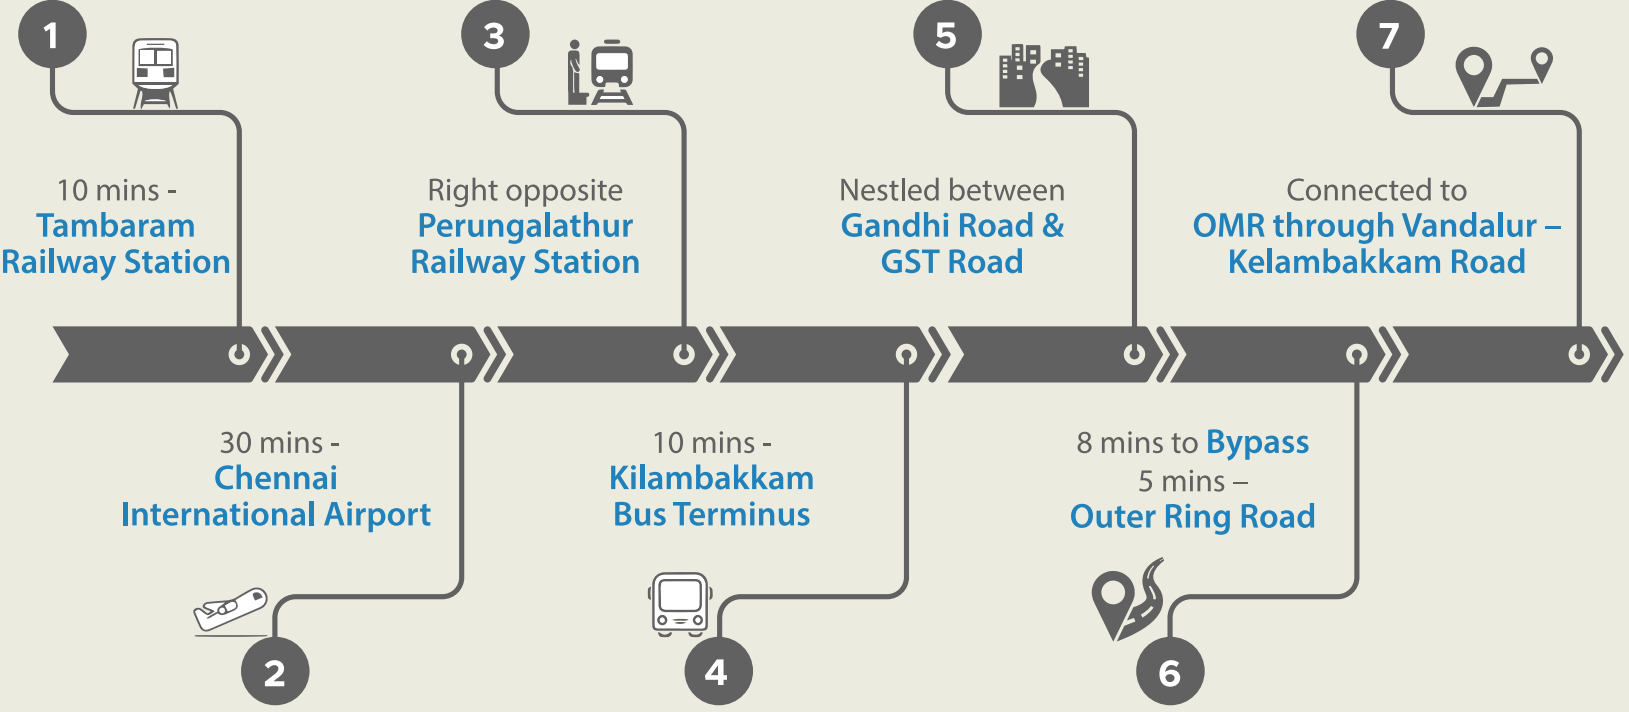 1
10 mins -
Tambaram
Railway Station
2
30 mins -
Chennai
International Airport
3
Right opposite
Perungalathur
Railway Station
4
10 mins -
Kilambakkam
Bus Terminus
5
Nestled between
Gandhi Road &
GST Road
6
8 mins to Bypass
5 mins –
Outer Ring Road
7
Connected to
OMR through Vandalur –
Kelambakkam Road